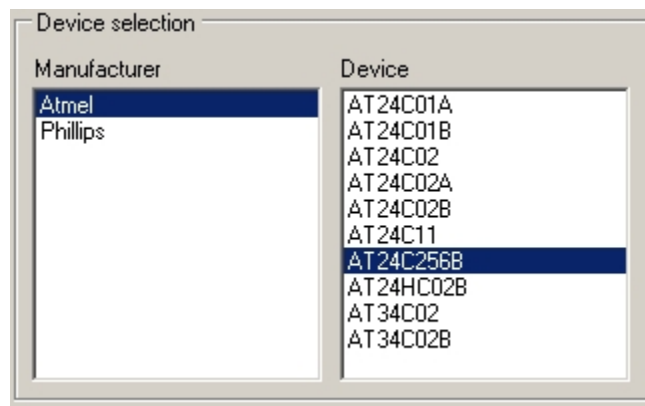 Device selection
Manufacturer
Atmel
Phillips
Device
AT24C01A
AT24C01B
AT24C02
AT24C02A
AT24C02B
AT24C11
AT24C256B
AT24HC02B
AT34C02
AT34C02B